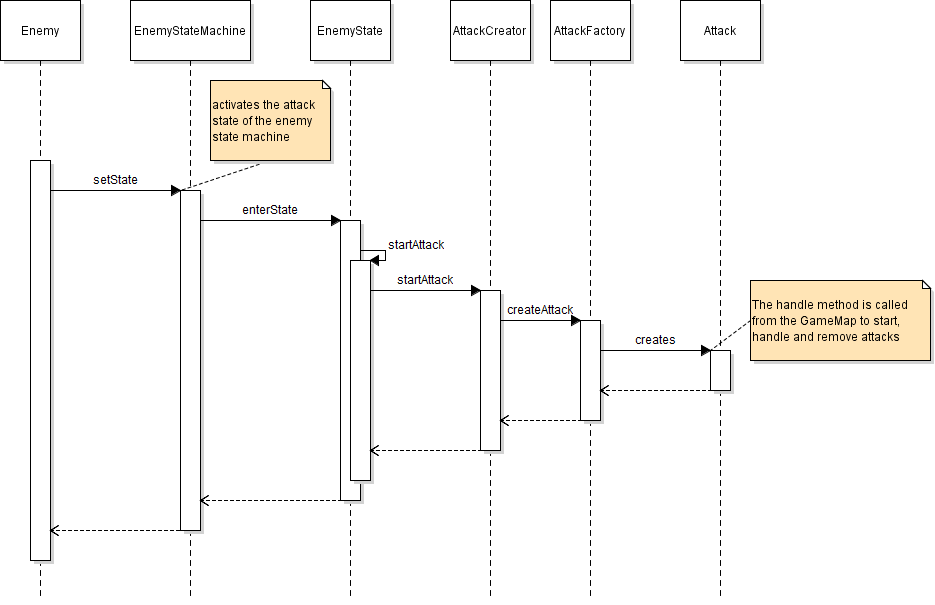 Enemy
EnemyStateMachine
EnemyState
AttackCreator
AttackFactory
Attack
activates the attack
state of the enemy
state machine
setState
enterState
startAttack
startAttack
createAttack
The handle method is called
from the GameMap to start,
handle and remove attacks
creates